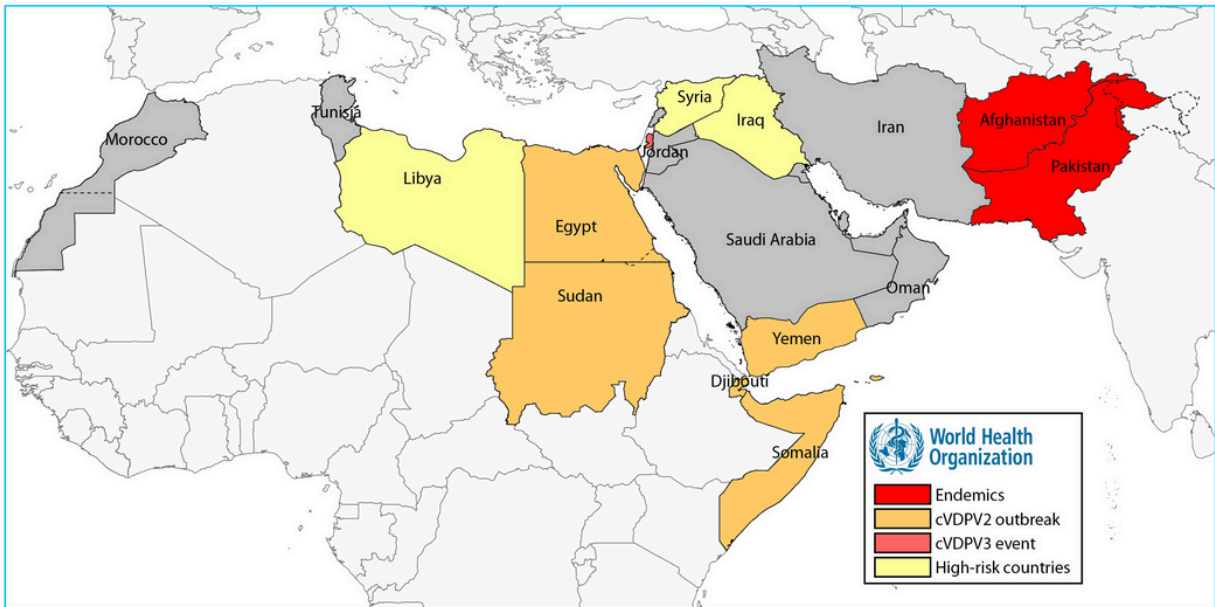 Morocco
Tunisia
Libya
Egypt
Sudan
Syria
Iraq
Jordan
Iran
Afghanistan
Pakistan
Saudi Arabia
Oman
Yemen
Djibouti
Somalia
World Health
Organization
Endemics
cVDPV2 outbreak
cVDPV3 event
High-risk countries